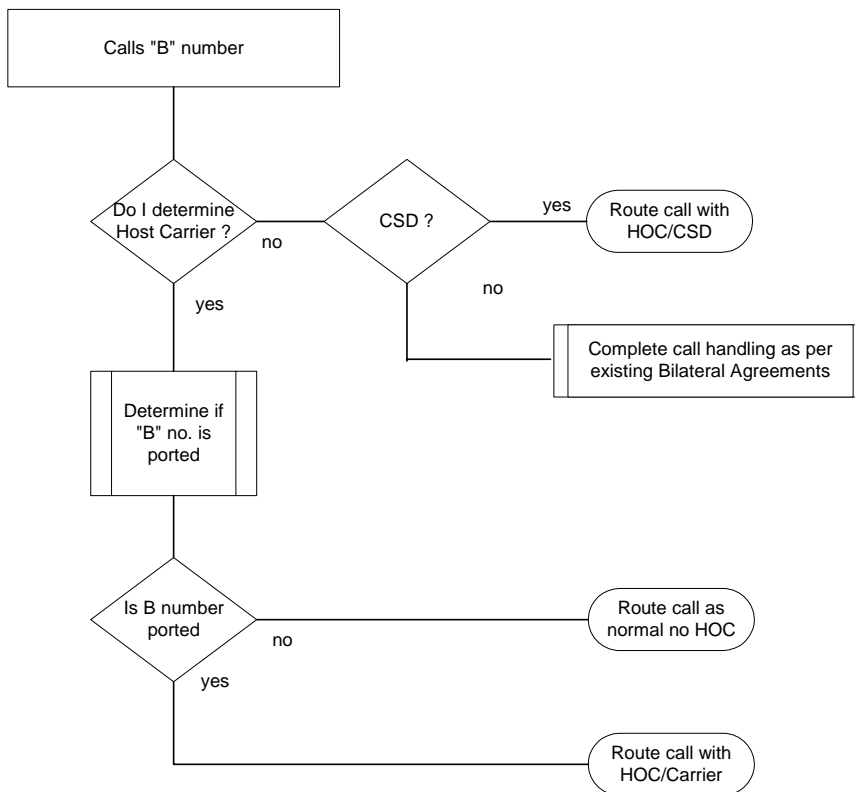 Calls "B" number
Do I determine
Host Carrier ?
no
CSD ?
yes
Route call with
HOC/CSD
no
yes
Complete call handling as per
existing Bilateral Agreements
Determine if
"B" no. is
ported
Is B number
ported
no
Route call as
normal no HOC
yes
Route call with
HOC/Carrier